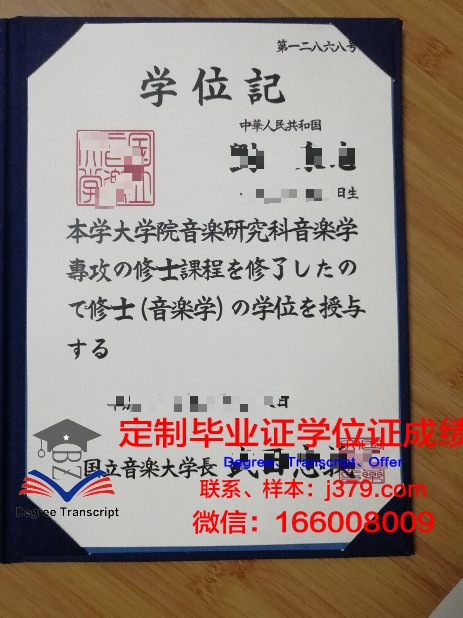 第一二八六八号
学位記
中華人民共和国
日生
本学大学院音楽研究科音楽学
専攻の修士課程を修了したの
で修士(音楽学)の学位を授与
する
日
国立音楽大学長
定制毕业证学位证成绩
Degree、Transcript、Offer
联系、样本：j379.com
微信：166008009
BZ
Degree Transcript